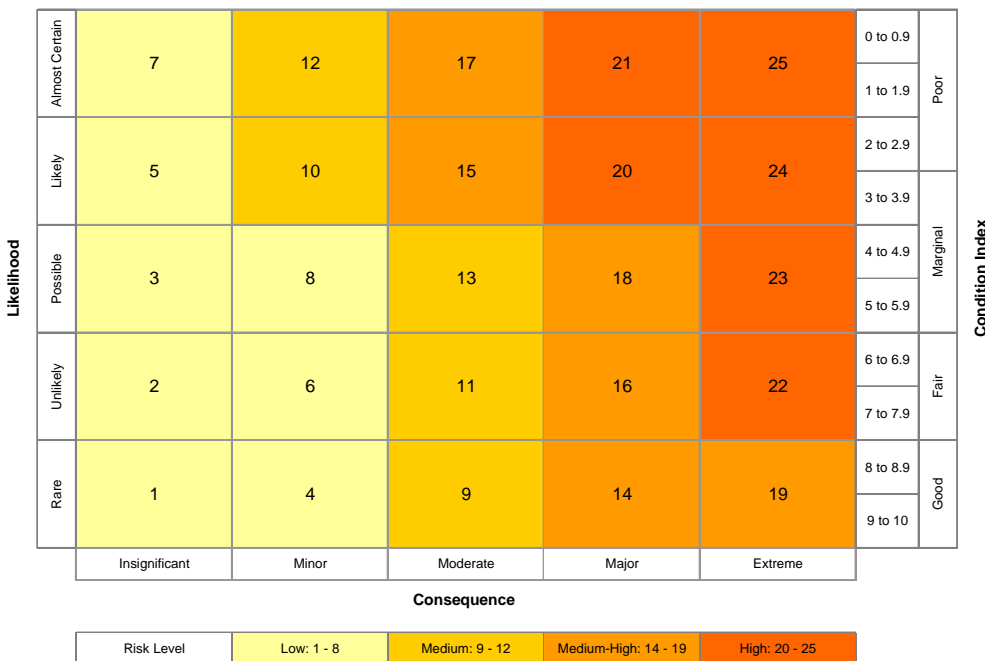 Almost Certain 7 12 17 21 25 0 to 0.9
1 to 1.9
Poor
Likely 5 10 15 20 24 2 to 2.9
3 to 3.9
Likelihood
Possible 3 8 13 18 23 4 to 4.9
5 to 5.9
Marginal
Condition Index
Unlikely 2 6 11 16 22 6 to 6.9
7 to 7.9
Fair
Rare 1 4 9 14 19 8 to 8.9
9 to 10
Good
Insignificant Minor Moderate Major Extreme
Consequence
Risk Level Low: 1 - 8 Medium: 9 - 12 Medium-High: 14 - 19 High: 20 - 25